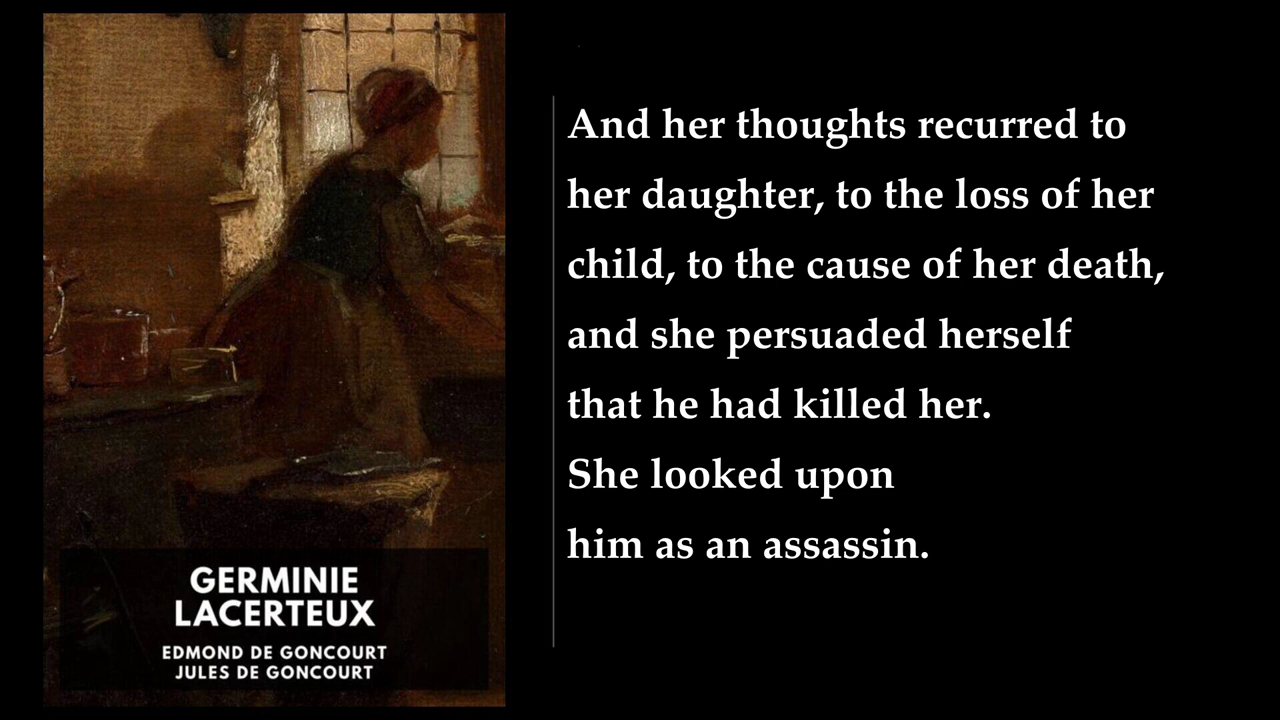 And her thoughts recurred to
her daughter, to the loss of her
child, to the cause of her death,
and she persuaded herself
that he had killed her.
She looked upon
him as an assassin.
GERMINIE
LACERTEUX
EDMOND DE GONCOURT
JULES DE GONCOURT